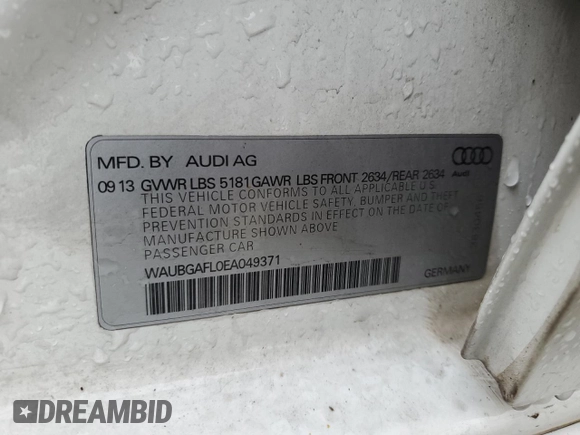 MFD. BY AUDI AG
09 13 GVWR LBS 5181 GAWR LBS FRONT 2634/REAR 2634
THIS VEHICLE CONFORMS TO ALL APPLICABLE U.S.
FEDERAL MOTOR VEHICLE SAFETY, BUMPER AND THEFT
PREVENTION STANDARDS IN EFFECT ON THE DATE OF
MANUFACTURE SHOWN ABOVE
PASSENGER CAR
WAUBGAFL0EA049371
GERMANY
DREAMBID